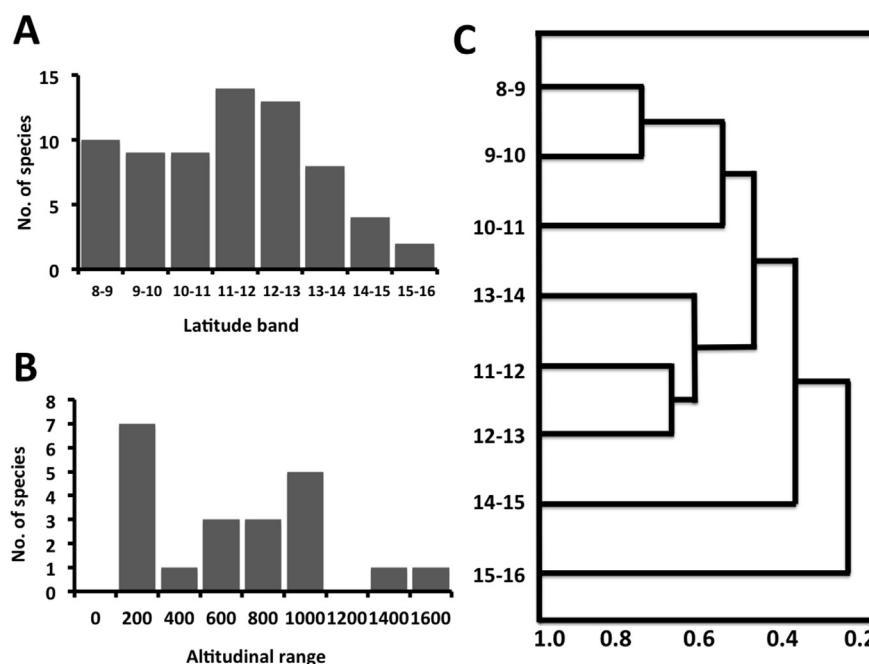 A
No. of species
15
10
5
0
8-9 9-10 10-11 11-12 12-13 13-14 14-15 15-16
Latitude band
B
No. of species
8
7
6
5
4
3
2
1
0
0 200 400 600 800 1000 1200 1400 1600
Altitudinal range
C
8-9
9-10
10-11
13-14
11-12
12-13
14-15
15-16
1.0 0.8 0.6 0.4 0.2